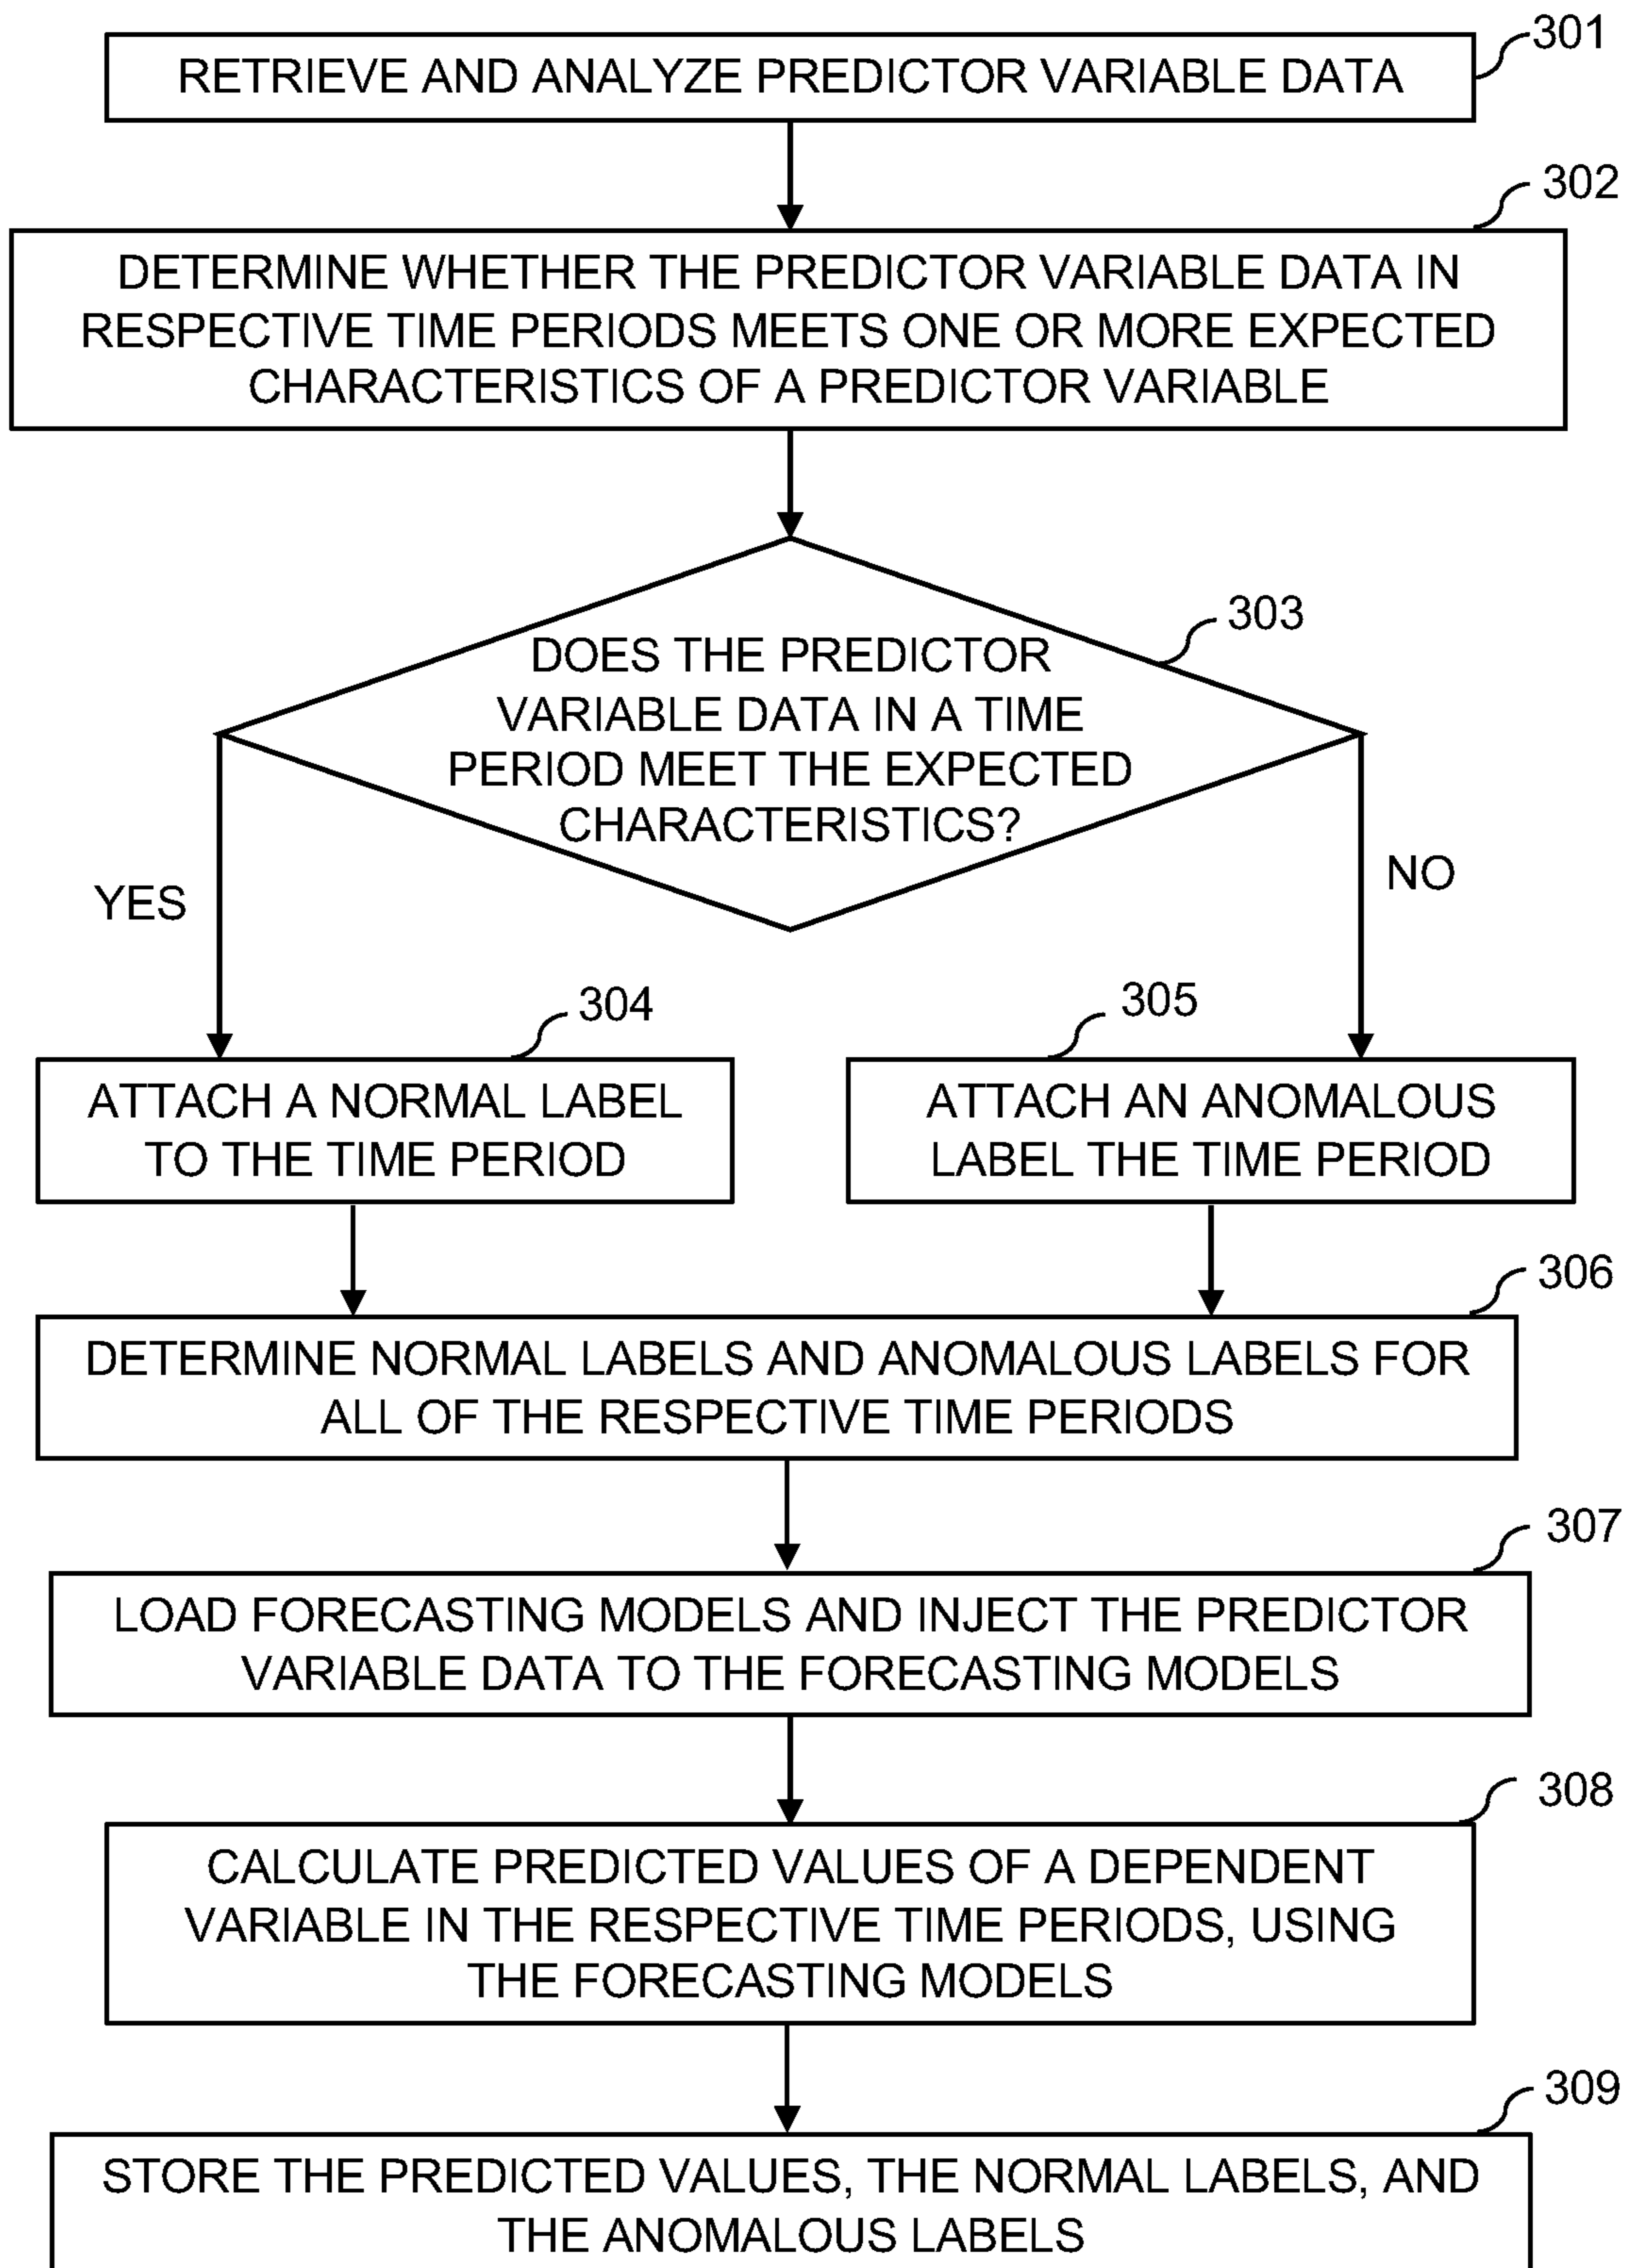 301
RETRIEVE AND ANALYZE PREDICTOR VARIABLE DATA
302
DETERMINE WHETHER THE PREDICTOR VARIABLE DATA IN
RESPECTIVE TIME PERIODS MEETS ONE OR MORE EXPECTED
CHARACTERISTICS OF A PREDICTOR VARIABLE
303
DOES THE PREDICTOR
VARIABLE DATA IN A TIME
PERIOD MEET THE EXPECTED
CHARACTERISTICS?
YES
NO
304
ATTACH A NORMAL LABEL
TO THE TIME PERIOD
305
ATTACH AN ANOMALOUS
LABEL THE TIME PERIOD
306
DETERMINE NORMAL LABELS AND ANOMALOUS LABELS FOR
ALL OF THE RESPECTIVE TIME PERIODS
307
LOAD FORECASTING MODELS AND INJECT THE PREDICTOR
VARIABLE DATA TO THE FORECASTING MODELS
308
CALCULATE PREDICTED VALUES OF A DEPENDENT
VARIABLE IN THE RESPECTIVE TIME PERIODS, USING
THE FORECASTING MODELS
309
STORE THE PREDICTED VALUES, THE NORMAL LABELS, AND
THE ANOMALOUS LABELS